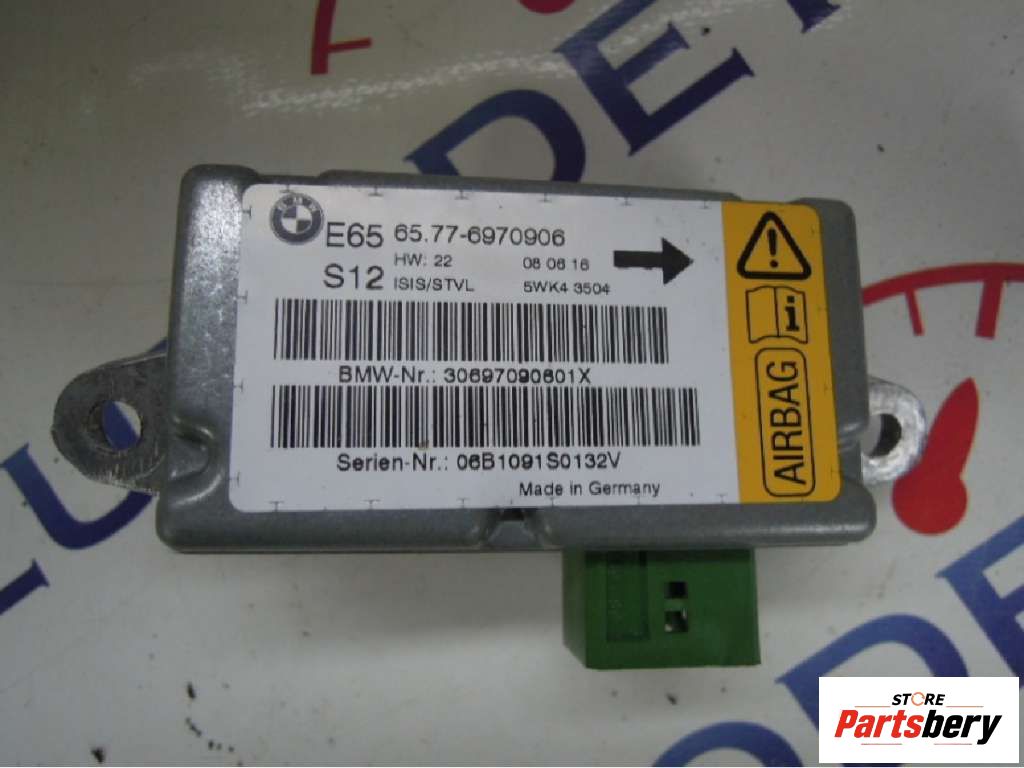 BMW
E65 65.77-6970906
HW: 22 08 06 16
S12 ISIS/STVL 5WK4 3504
BMW-Nr.: 30697090601X
Serien-Nr.: 06B1091S0132V
Made in Germany
AIRBAG
i
STORE
Partsbery